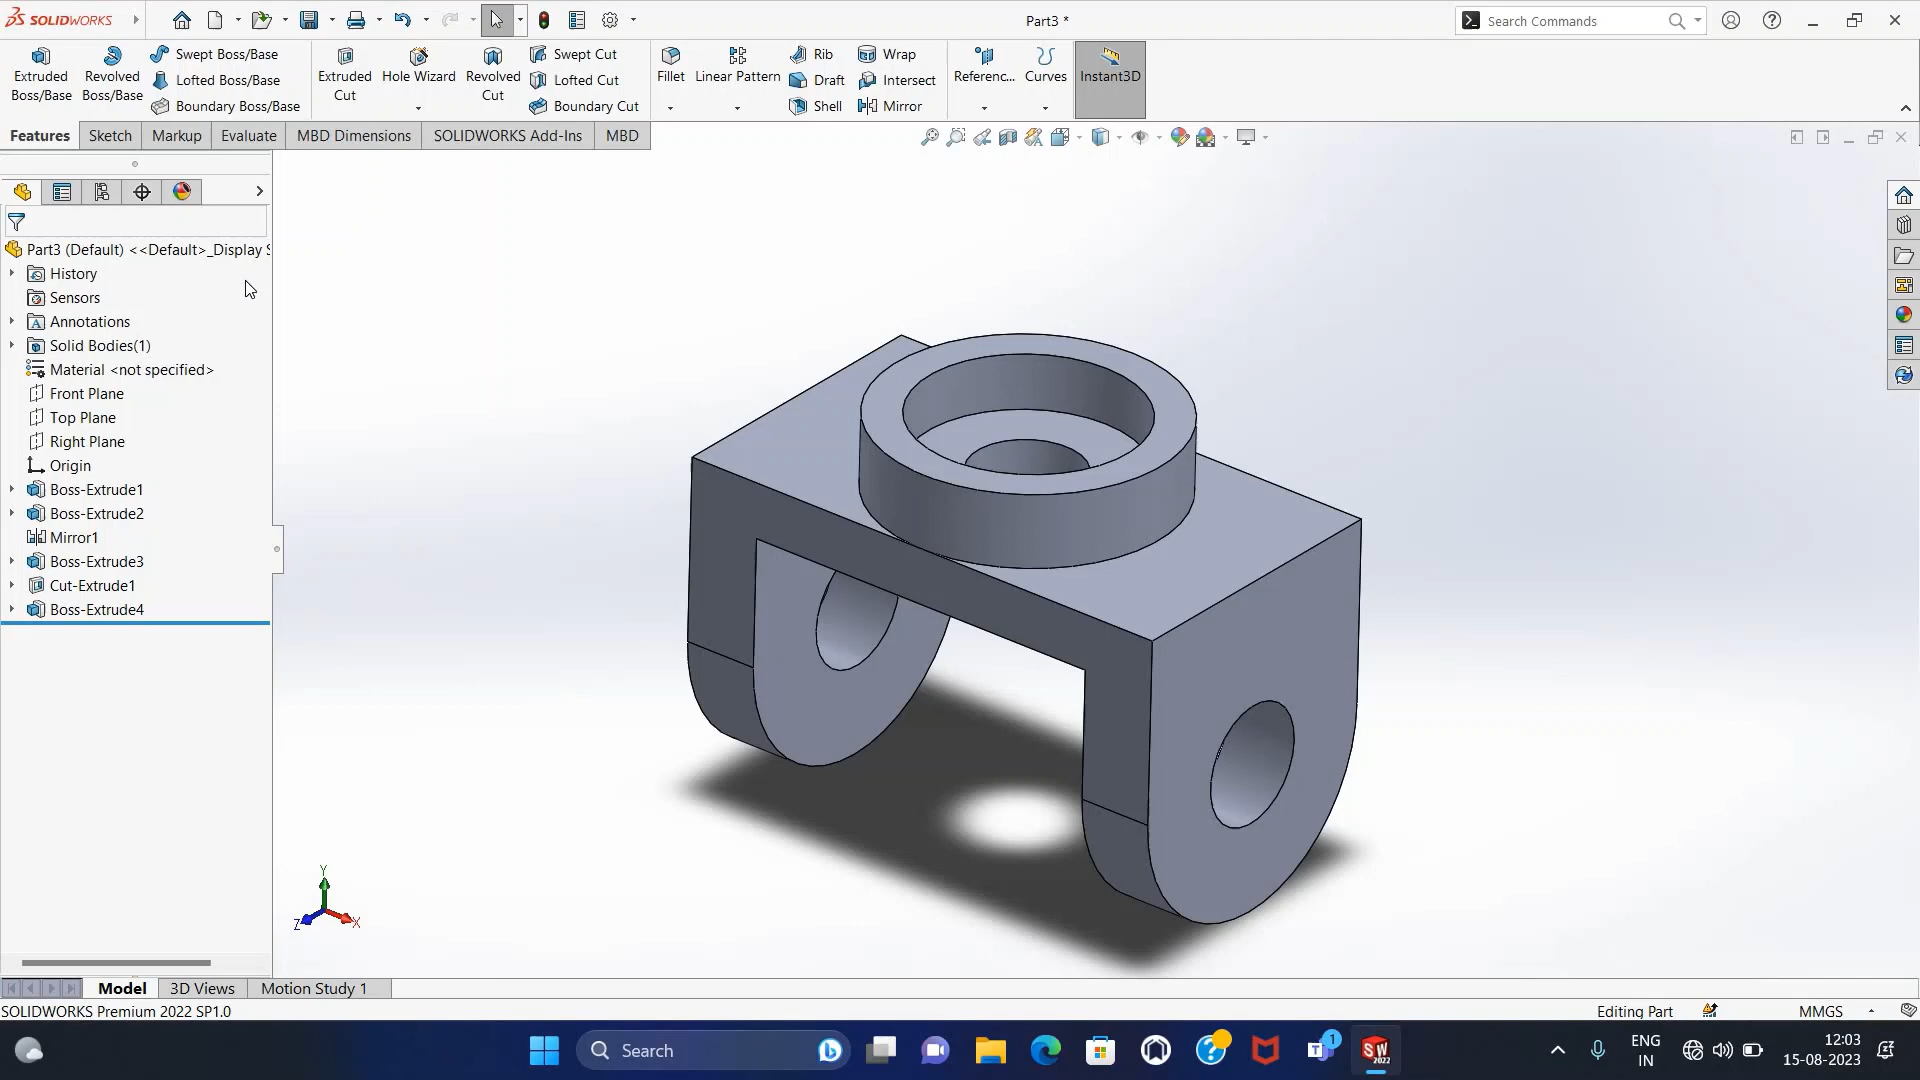 SOLIDWORKS
Part3 *
Search Commands
Extruded Boss/Base
Revolved Boss/Base
Swept Boss/Base
Lofted Boss/Base
Boundary Boss/Base
Extruded Cut
Hole Wizard
Revolved Cut
Swept Cut
Lofted Cut
Boundary Cut
Fillet
Linear Pattern
Rib
Draft
Shell
Wrap
Intersect
Mirror
Referenc...
Curves
Instant3D
Features
Sketch
Markup
Evaluate
MBD Dimensions
SOLIDWORKS Add-Ins
MBD
Part3 (Default) <<Default>_Display S
History
Sensors
Annotations
Solid Bodies(1)
Material <not specified>
Front Plane
Top Plane
Right Plane
Origin
Boss-Extrude1
Boss-Extrude2
Mirror1
Boss-Extrude3
Cut-Extrude1
Boss-Extrude4
Y
Z
X
Model
3D Views
Motion Study 1
SOLIDWORKS Premium 2022 SP1.0
Editing Part
MMGS
Search
1
SW
2022
ENG
IN
12:03
15-08-2023